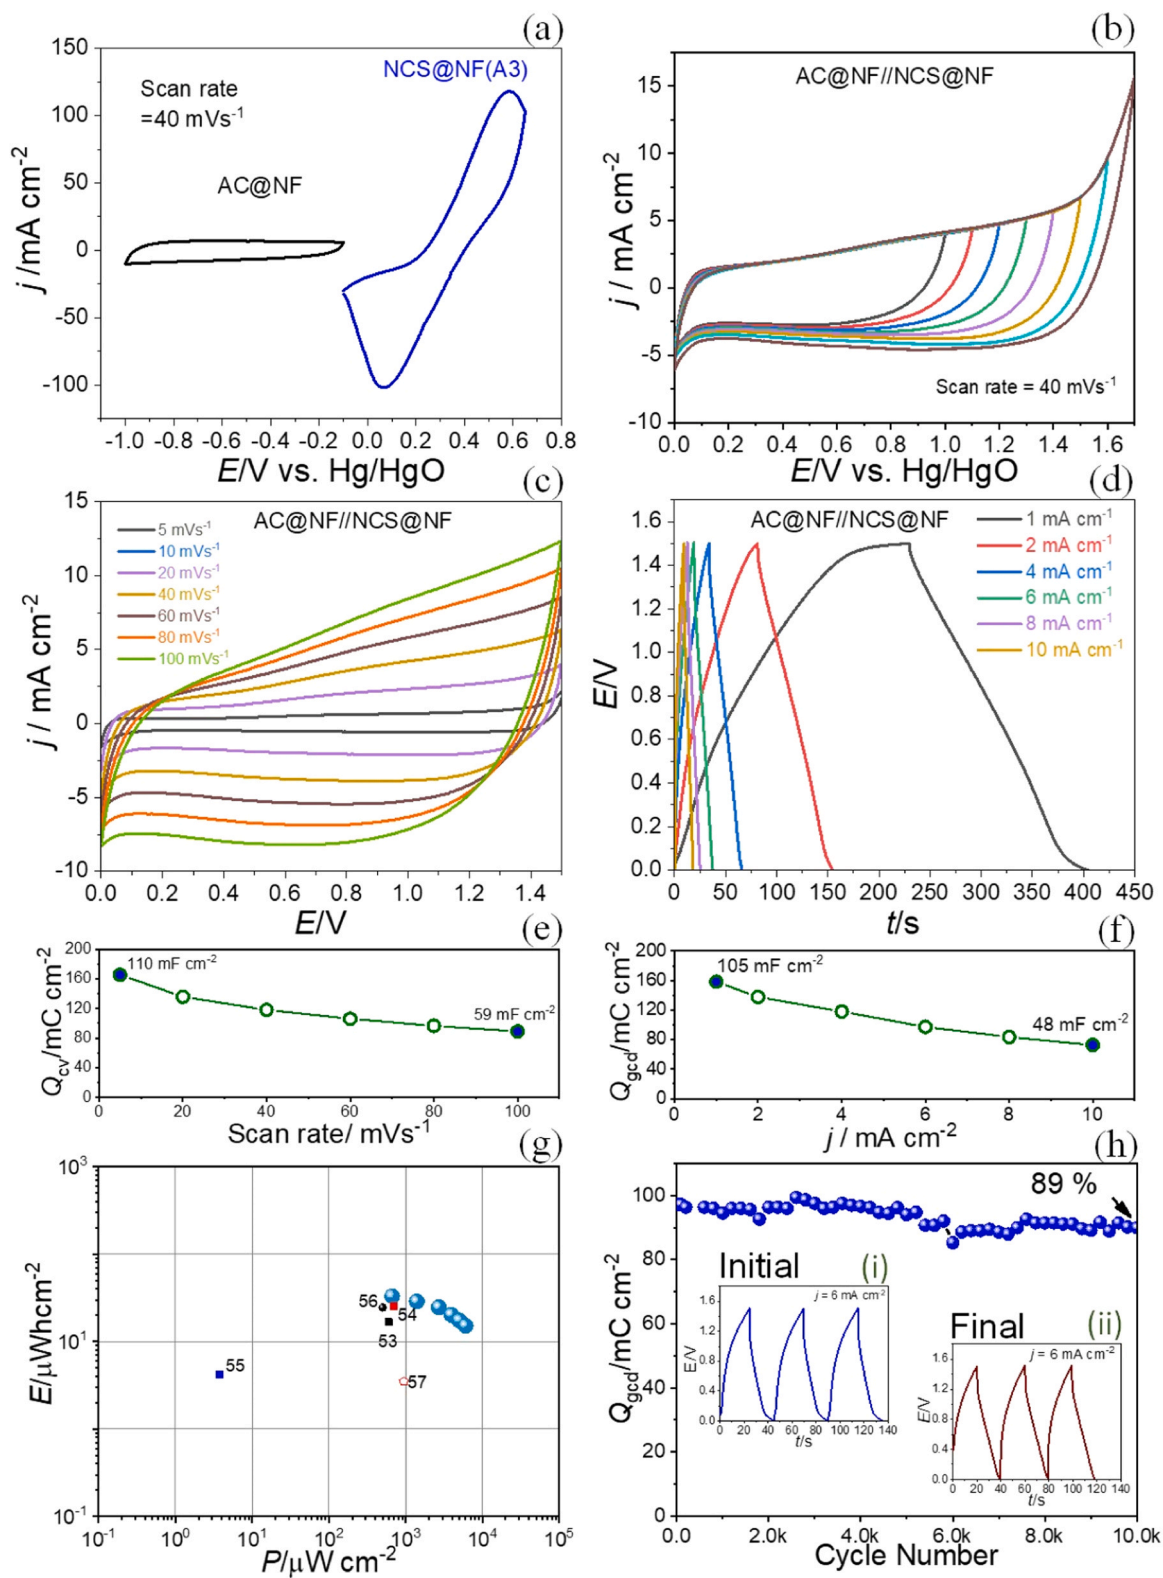 (a)
150
100
50
0
-50
-100
j /mA cm-2
Scan rate
=40 mVs-1
AC@NF
NCS@NF(A3)
-1.0 -0.8 -0.6 -0.4 -0.2 0.0 0.2 0.4 0.6 0.8
E/V vs. Hg/HgO
(b)
15
10
5
0
-5
-10
j / mA cm-2
AC@NF//NCS@NF
Scan rate = 40 mVs-1
0.0 0.2 0.4 0.6 0.8 1.0 1.2 1.4 1.6
E/V vs. Hg/HgO
(c)
15
10
5
0
-5
-10
j / mA cm-2
AC@NF//NCS@NF
5 mVs-1
10 mVs-1
20 mVs-1
40 mVs-1
60 mVs-1
80 mVs-1
100 mVs-1
0.0 0.2 0.4 0.6 0.8 1.0 1.2 1.4
E/V
(d)
1.6
1.4
1.2
1.0
0.8
0.6
0.4
0.2
0.0
E/V
AC@NF//NCS@NF
1 mA cm-1
2 mA cm-1
4 mA cm-1
6 mA cm-1
8 mA cm-1
10 mA cm-1
0 50 100 150 200 250 300 350 400 450
t/s
(e)
200
160
120
80
40
0
Qcv/mC cm-2
110 mF cm-2
59 mF cm-2
0 20 40 60 80 100
Scan rate/ mVs-1
(f)
200
160
120
80
40
0
Qgcd/mC cm-2
105 mF cm-2
48 mF cm-2
0 2 4 6 8 10
j / mA cm-2
(g)
103
101
10-1
E/μWhcm-2
56
54
53
55
57
10-1 100 101 102 103 104 105
P/μW cm-2
(h)
100
80
60
40
20
0
Qgcd/mC cm-2
89 %
Initial
(i)
j = 6 mA cm-2
1.6
1.2
0.8
0.4
0.0
E/V
0 20 40 60 80 100 120 140
t/s
Final
(ii)
j = 6 mA cm-2
1.6
1.2
0.8
0.4
0.0
E/V
0 20 40 60 80 100 120 140
t/s
0.0 2.0k 4.0k 6.0k 8.0k 10.0k
Cycle Number